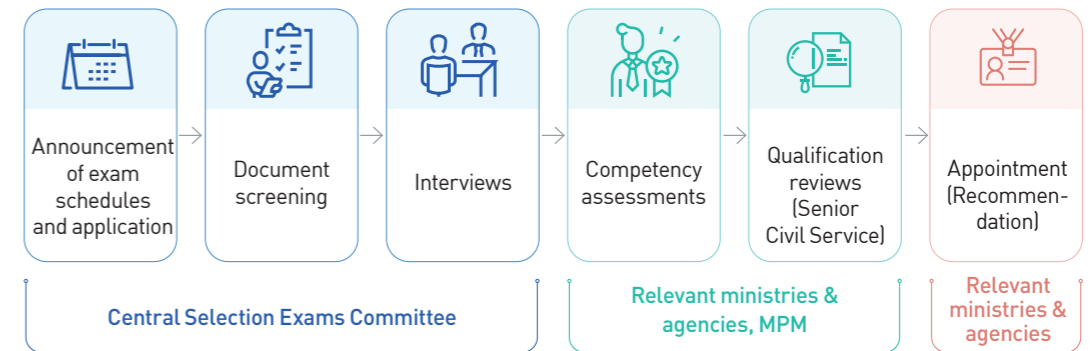 Announcement
of exam
schedules
and application
Document
screening
Interviews
Competency
assessments
Qualification
reviews
(Senior
Civil Service)
Appointment
(Recommen-
dation)
Central Selection Exams Committee
Relevant ministries &
agencies, MPM
Relevant
ministries &
agencies